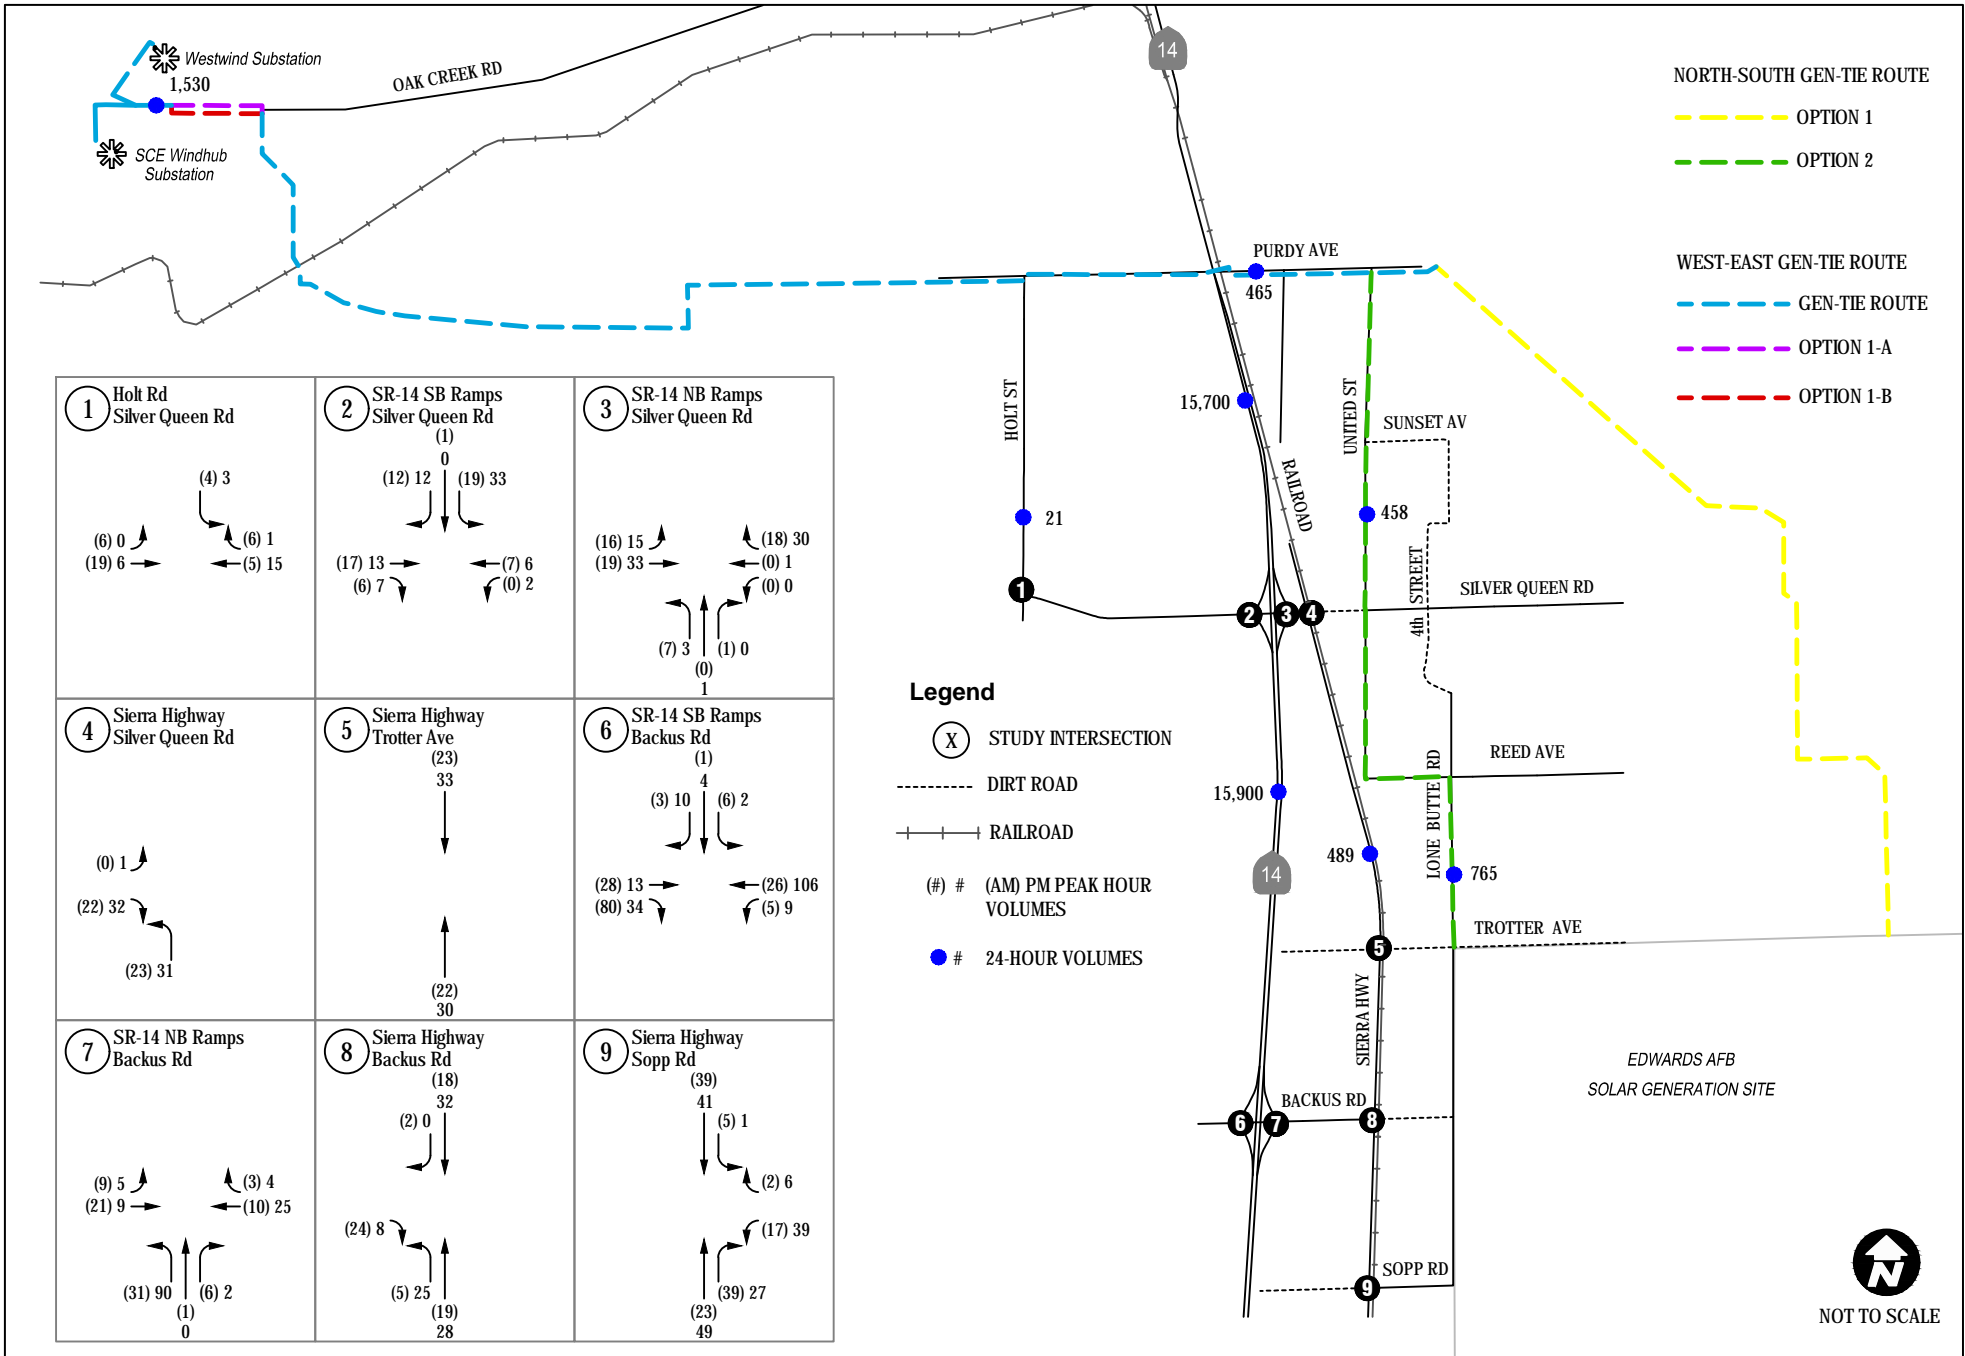 Westwind Substation
1,530
OAK CREEK RD
SCE Windhub
Substation
14
NORTH-SOUTH GEN-TIE ROUTE
OPTION 1
OPTION 2
WEST-EAST GEN-TIE ROUTE
GEN-TIE ROUTE
OPTION 1-A
OPTION 1-B
PURDY AVE
465
HOLT ST
15,700
UNITED ST
SUNSET AV
RAILROAD
21
458
4th STREET
SILVER QUEEN RD
1
2
3
4
REED AVE
15,900
LONE BUTTE RD
489
765
14
TROTTER AVE
5
SIERRA HWY
EDWARDS AFB
SOLAR GENERATION SITE
BACKUS RD
6
7
8
SOPP RD
9
N
NOT TO SCALE
Legend
X STUDY INTERSECTION
DIRT ROAD
RAILROAD
(#) # (AM) PM PEAK HOUR
VOLUMES
# 24-HOUR VOLUMES
1 Holt Rd
Silver Queen Rd
(4) 3
(6) 0
(6) 1
(19) 6
(5) 15
2 SR-14 SB Ramps
Silver Queen Rd
(1)
0
(12) 12
(19) 33
(17) 13
(7) 6
(6) 7
(0) 2
3 SR-14 NB Ramps
Silver Queen Rd
(16) 15
(18) 30
(19) 33
(0) 1
(0) 0
(7) 3
(1) 0
(0)
1
4 Sierra Highway
Silver Queen Rd
(0) 1
(22) 32
(23) 31
5 Sierra Highway
Trotter Ave
(23)
33
(22)
30
6 SR-14 SB Ramps
Backus Rd
(1)
4
(3) 10
(6) 2
(28) 13
(26) 106
(80) 34
(5) 9
7 SR-14 NB Ramps
Backus Rd
(9) 5
(3) 4
(21) 9
(10) 25
(31) 90
(6) 2
(1)
0
8 Sierra Highway
Backus Rd
(18)
32
(2) 0
(24) 8
(5) 25
(19)
28
9 Sierra Highway
Sopp Rd
(39)
41
(5) 1
(2) 6
(17) 39
(39) 27
(23)
49